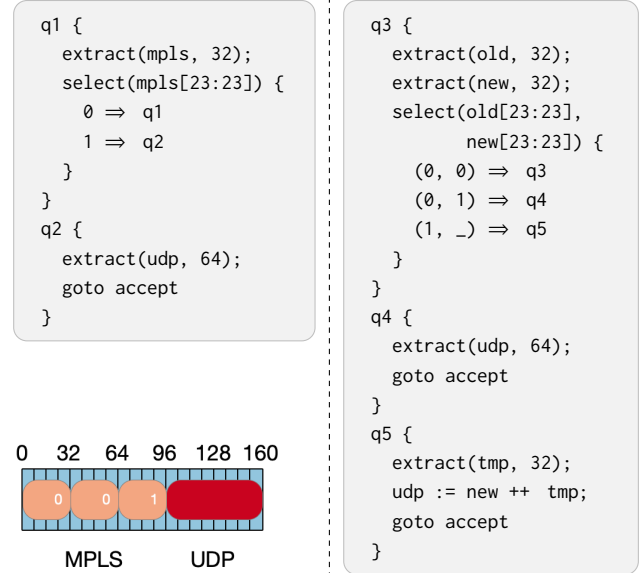 q1 {
extract(mpls, 32);
select(mpls[23:23]) {
0 ⇒ q1
1 ⇒ q2
}
}
q2 {
extract(udp, 64);
goto accept
}
0 32 64 96 128 160
0 0 1
MPLS UDP
q3 {
extract(old, 32);
extract(new, 32);
select(old[23:23],
new[23:23]) {
(0, 0) ⇒ q3
(0, 1) ⇒ q4
(1, _) ⇒ q5
}
}
q4 {
extract(udp, 64);
goto accept
}
q5 {
extract(tmp, 32);
udp := new ++ tmp;
goto accept
}